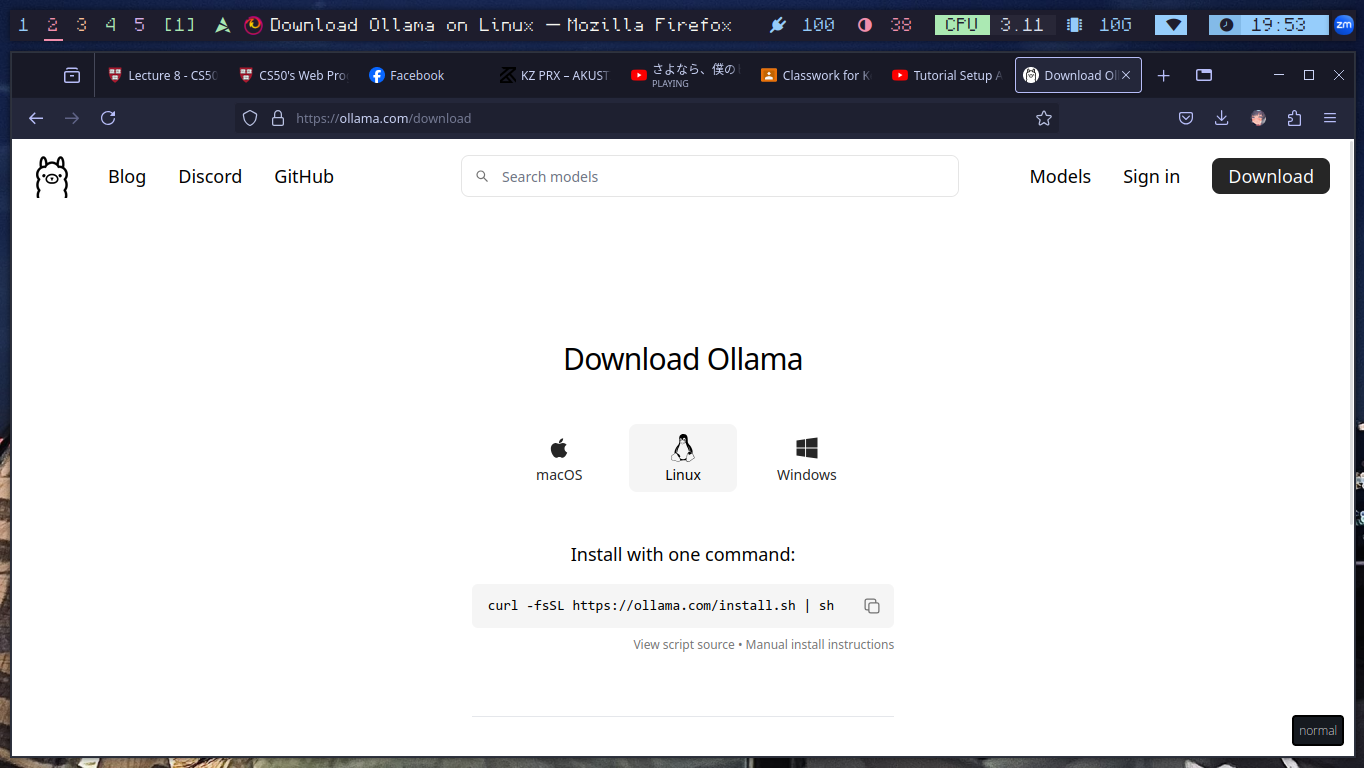 1 2 3 4 5 [1] Download Ollama on Linux — Mozilla Firefox 100 38 CPU 3.11 10G 19:53 zm
Lecture 8 - CS50 CS50's Web Pro Facebook KZ PRX – AKUST さよなら、僕の Classwork for K Tutorial Setup A Download Ol
PLAYING
https://ollama.com/download
Blog Discord GitHub Search models Models Sign in Download
Download Ollama
macOS Linux Windows
Install with one command:
curl -fsSL https://ollama.com/install.sh | sh
View script source • Manual install instructions
normal